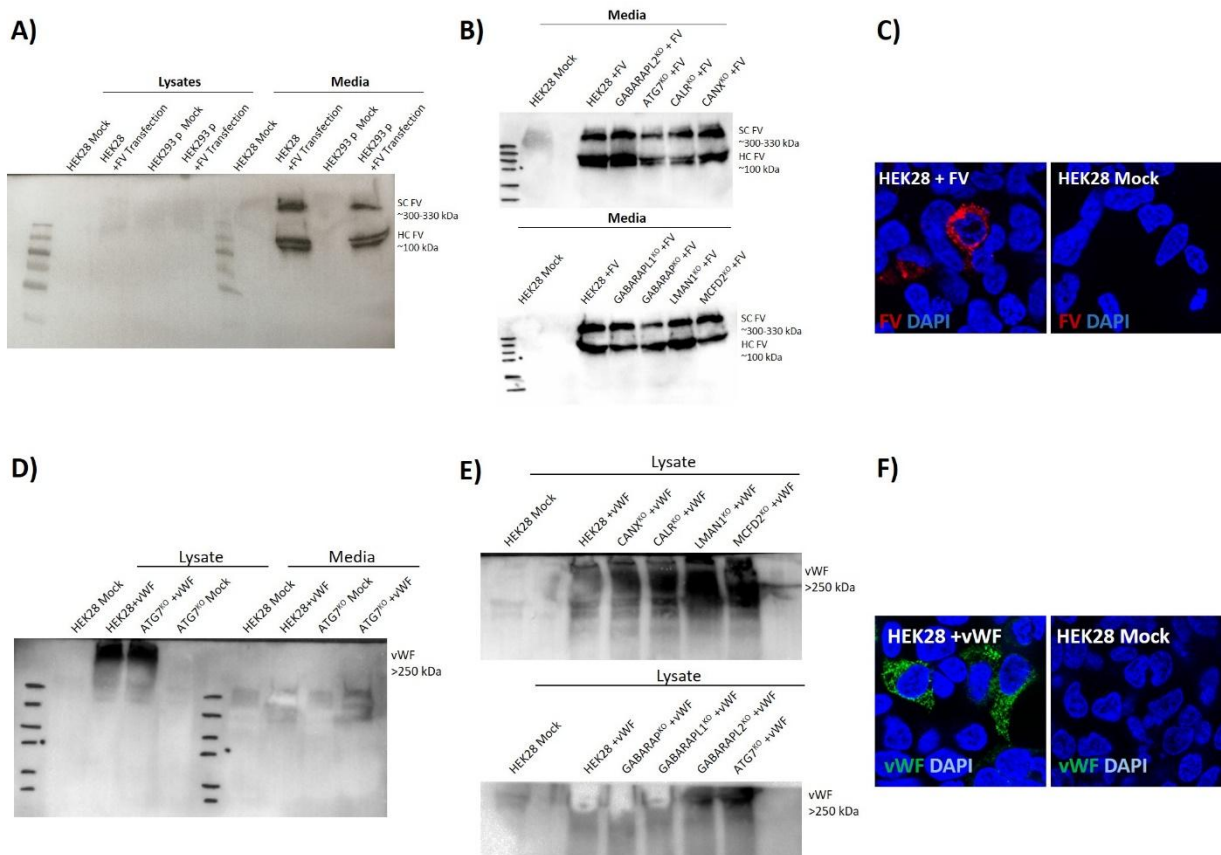 A)
Lysates
Media
HEK28 Mock
HEK28
+FV Transfection
HEK293 p Mock
HEK293 p
+FV Transfection
HEK28 Mock
HEK28
+FV Transfection
HEK293 p Mock
HEK293 p
+FV Transfection
SC FV
~300-330 kDa
HC FV
~100 kDa
B)
Media
HEK28 Mock
HEK28 +FV
GABARAPL2KO + FV
ATG7KO +FV
CALRKO +FV
CANXKO +FV
SC FV
~300-330 kDa
HC FV
~100 kDa
Media
HEK28 Mock
HEK28 +FV
GABARAPL1KO +FV
GABARAPKO +FV
LMAN1KO +FV
MCFD2KO +FV
SC FV
~300-330 kDa
HC FV
~100 kDa
C)
HEK28 + FV
FV DAPI
HEK28 Mock
FV DAPI
D)
Lysate
Media
HEK28 Mock
HEK28+vWF
ATG7KO +vWF
ATG7KO Mock
HEK28 Mock
HEK28+vWF
ATG7KO Mock
ATG7KO +vWF
vWF
>250 kDa
E)
Lysate
HEK28 Mock
HEK28 +vWF
CANXKO +vWF
CALRKO +vWF
LMAN1KO +vWF
MCFD2KO +vWF
vWF
>250 kDa
Lysate
HEK28 Mock
HEK28 +vWF
GABARAPKO +vWF
GABARAPL1KO +vWF
GABARAPL2KO +vWF
ATG7KO +vWF
vWF
>250 kDa
F)
HEK28 +vWF
vWF DAPI
HEK28 Mock
vWF DAPI